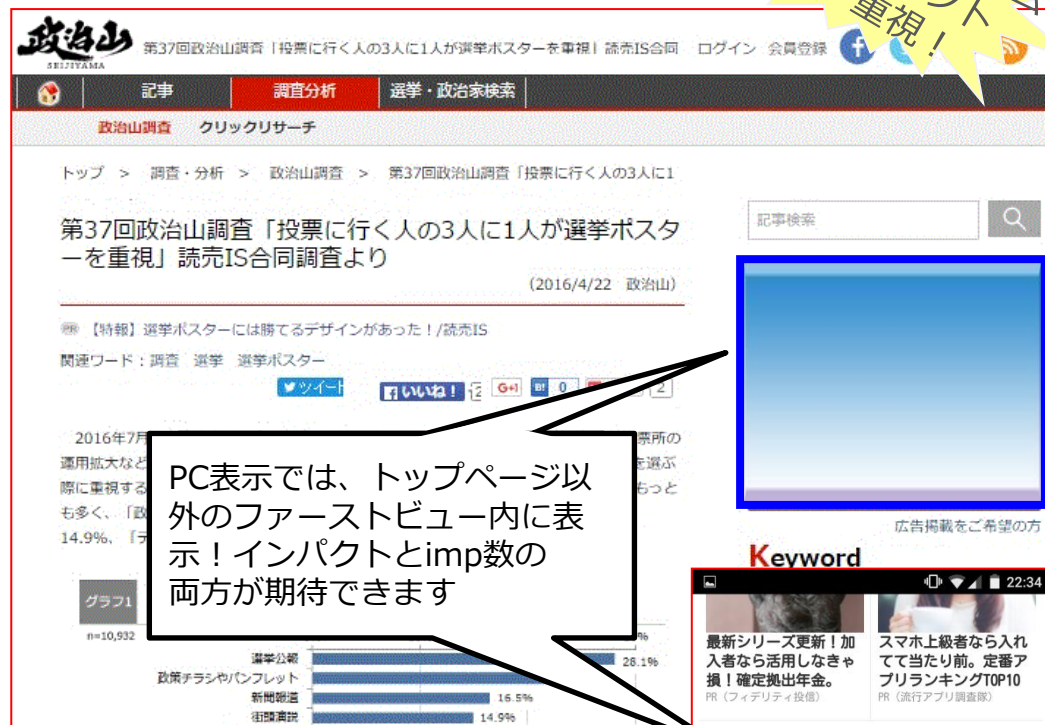 政治山
SEIJIYAMA
第37回政治山調査「投票に行く人の3人に1人が選挙ポスターを重視」読売IS合同
ログイン 会員登録
重視！
記事 調査分析 選挙・政治家検索
政治山調査 クリックリサーチ
トップ > 調査・分析 > 政治山調査 > 第37回政治山調査「投票に行く人の3人に1
第37回政治山調査「投票に行く人の3人に1人が選挙ポスタ
ーを重視」読売IS合同調査より
（2016/4/22 政治山）
記事検索
PR 【特報】選挙ポスターには勝てるデザインがあった！/読売IS
関連ワード：調査 選挙 選挙ポスター
ツイート いいね！ G+1 B! 0 2
2016年7月 票所の
運用拡大など を選ぶ
際に重視する もっと
も多く、「政
14.9%、「デ
PC表示では、トップページ以
外のファーストビュー内に表
示！インパクトとimp数の
両方が期待できます
広告掲載をご希望の方
Keyword
グラフ1
n=10,932
選挙公報 28.1%
政策チラシやパンフレット
新聞報道 16.5%
街頭演説 14.9%
22:34
最新シリーズ更新！加
入者なら活用しなきゃ
損！確定拠出年金。
PR（フィデリティ投信）
スマホ上級者なら入れ
てて当たり前。定番ア
プリランキングTOP10
PR（流行アプリ調査隊）